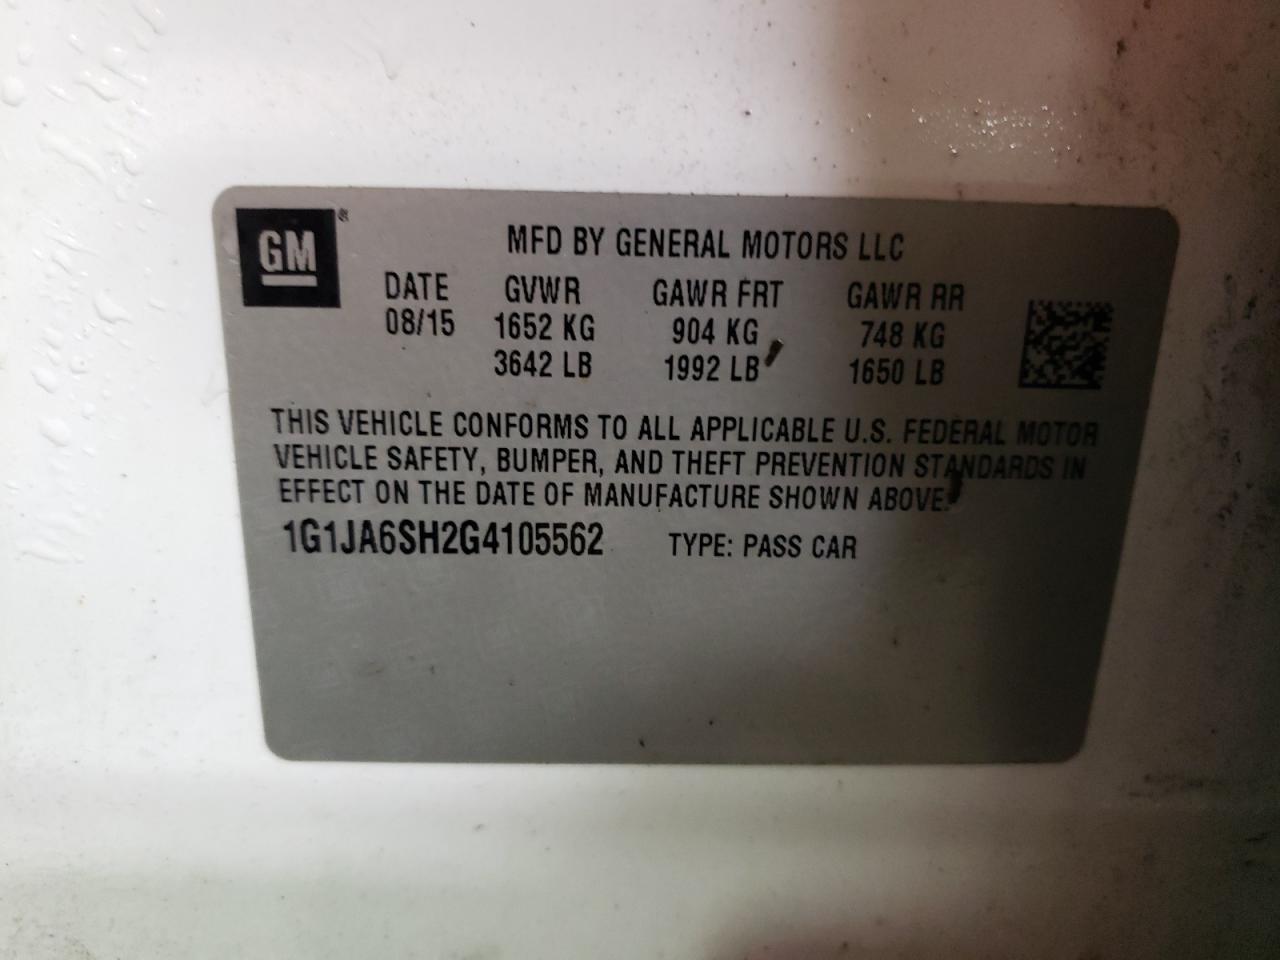 GM®
MFD BY GENERAL MOTORS LLC
DATE GVWR GAWR FRT GAWR RR
08/15 1652 KG 904 KG 748 KG
3642 LB 1992 LB 1650 LB
THIS VEHICLE CONFORMS TO ALL APPLICABLE U.S. FEDERAL MOTOR
VEHICLE SAFETY, BUMPER, AND THEFT PREVENTION STANDARDS IN
EFFECT ON THE DATE OF MANUFACTURE SHOWN ABOVE.
1G1JA6SH2G4105562 TYPE: PASS CAR